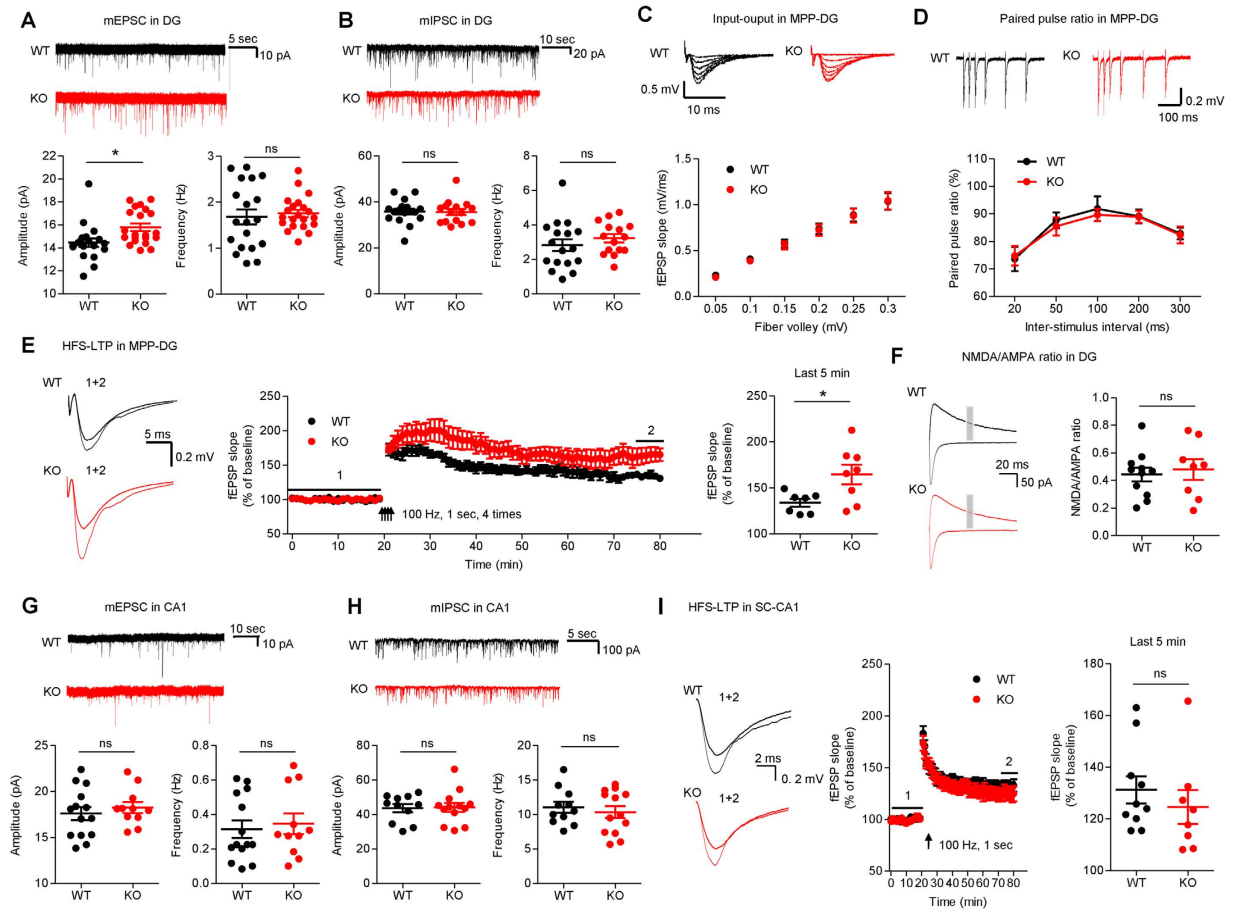 A
mEPSC in DG
WT
5 sec
10 pA
KO
Amplitude (pA)
22
20
18
16
14
12
10
WT
KO
*
Frequency (Hz)
3
2
1
0
WT
KO
ns
B
mIPSC in DG
WT
10 sec
20 pA
KO
Amplitude (pA)
60
40
20
0
WT
KO
ns
Frequency (Hz)
8
6
4
2
0
WT
KO
ns
C
Input-ouput in MPP-DG
WT
KO
0.5 mV
10 ms
fEPSP slope (mV/ms)
1.5
1.0
0.5
0.0
WT
KO
0.05 0.1 0.15 0.2 0.25 0.3
Fiber volley (mV)
D
Paired pulse ratio in MPP-DG
WT
KO
0.2 mV
100 ms
Paired pulse ratio (%)
110
100
90
80
70
60
WT
KO
20 50 100 200 300
Inter-stimulus interval (ms)
E
HFS-LTP in MPP-DG
WT
1+2
5 ms
0.2 mV
KO
1+2
fEPSP slope
(% of baseline)
250
200
150
100
50
WT
KO
1
2
100 Hz, 1 sec, 4 times
0 10 20 30 40 50 60 70 80
Time (min)
Last 5 min
*
fEPSP slope
(% of baseline)
250
200
150
100
WT
KO
F
NMDA/AMPA ratio in DG
WT
20 ms
50 pA
KO
NMDA/AMPA ratio
1.0
0.8
0.6
0.4
0.2
0.0
WT
KO
ns
G
mEPSC in CA1
WT
10 sec
10 pA
KO
Amplitude (pA)
25
20
15
10
WT
KO
ns
Frequency (Hz)
0.8
0.6
0.4
0.2
0.0
WT
KO
ns
H
mIPSC in CA1
WT
5 sec
100 pA
KO
Amplitude (pA)
80
60
40
20
0
WT
KO
ns
Frequency (Hz)
20
15
10
5
0
WT
KO
ns
I
HFS-LTP in SC-CA1
WT
1+2
2 ms
0.2 mV
KO
1+2
fEPSP slope
(% of baseline)
250
200
150
100
50
WT
KO
1
2
100 Hz, 1 sec
0 10 20 30 40 50 60 70 80
Time (min)
Last 5 min
ns
fEPSP slope
(% of baseline)
180
160
140
120
100
WT
KO